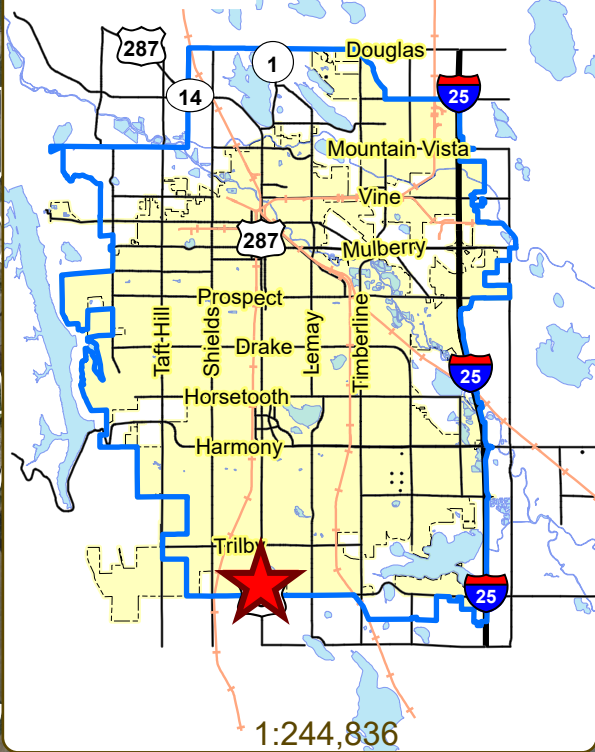 287
1
Douglas
14
25
Mountain-Vista
Vine
287
Mulberry
Prospect
Taft-Hill
Shields
Lemay
Timberline
Drake
25
Horsetooth
Harmony
Trilby
25
1:244,836